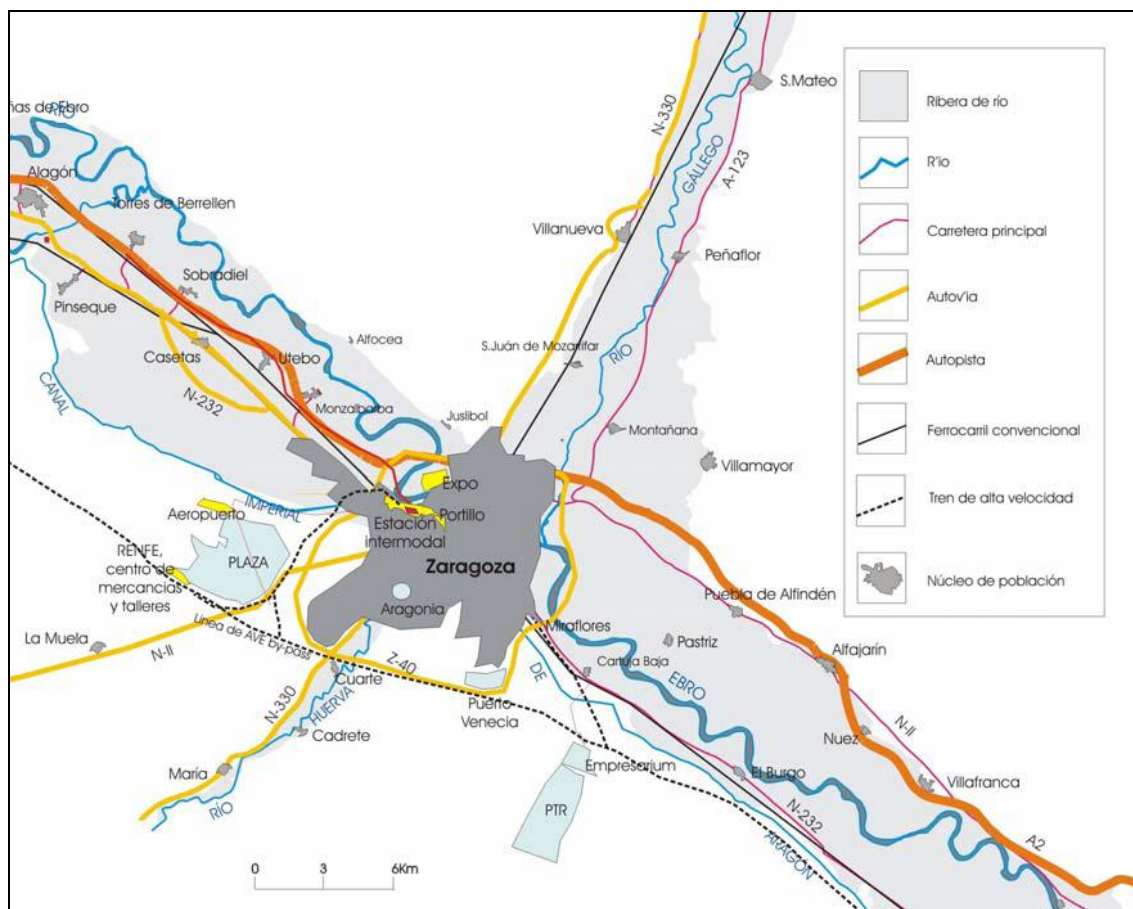 ñas de Ebro
RÍO
Alagón
Torres de Berrellen
Sobradiel
Pinseque
Casetas
Utebo
Alfocea
N-232
CANAL
Monzalbarba
Juslibol
IMPERIAL
Aeropuerto
PLAZA
RENFE,
centro de
mercancias
y talleres
La Muela
N-II
Linea de AVE by-pass
Expo
Portillo
Estación
intermodal
Zaragoza
Aragonia
N-330
S.Mateo
GÁLLEGO
A-123
Villanueva
Peñaflor
S.Juán de Mozarrifar
RÍO
Montañana
Villamayor
Puebla de Alfindén
Miraflores
Pastriz
Alfajarín
Cartuja Baja
DE
EBRO
N-II
Z-40
Cuarte
HUERVA
N-330
Cadrete
Puerto
Venecia
María
RÍO
Nuez
Empresarium
El Burgo
Villafranca
PTR
N-232
ARAGÓN
A2
0 3 6Km
Ribera de río
R'io
Carretera principal
Autov'ia
Autopista
Ferrocarril convencional
Tren de alta velocidad
Núcleo de población